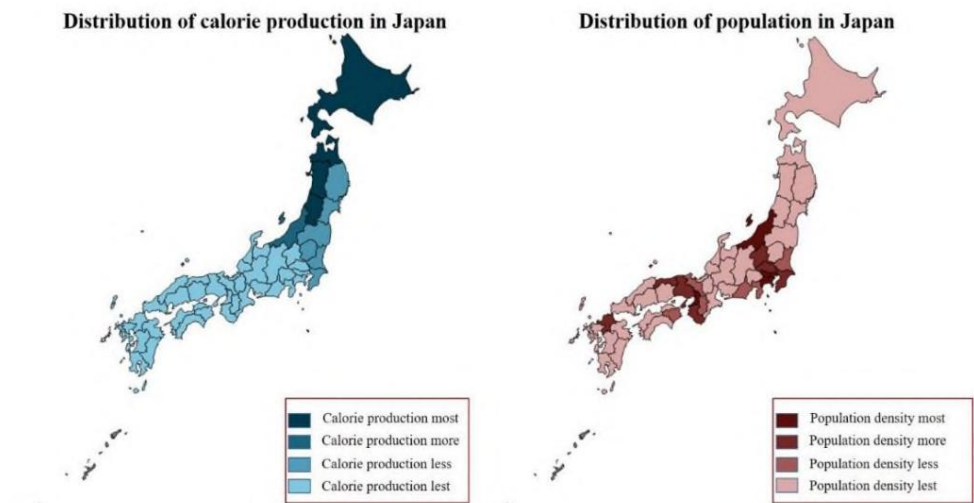 Distribution of calorie production in Japan
Distribution of population in Japan
Calorie production most
Calorie production more
Calorie production less
Calorie production lest
Population density most
Population density more
Population density less
Population density lest